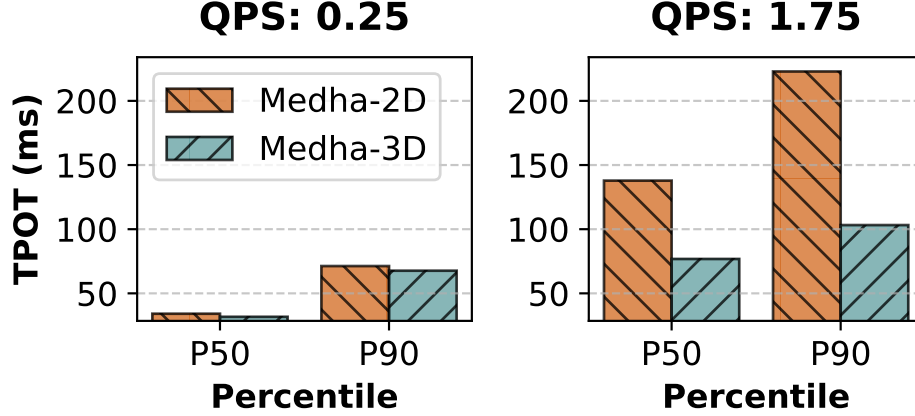 QPS: 0.25
QPS: 1.75
TPOT (ms)
200
150
100
50
Medha-2D
Medha-3D
P50
P90
Percentile
200
150
100
50
P50
P90
Percentile